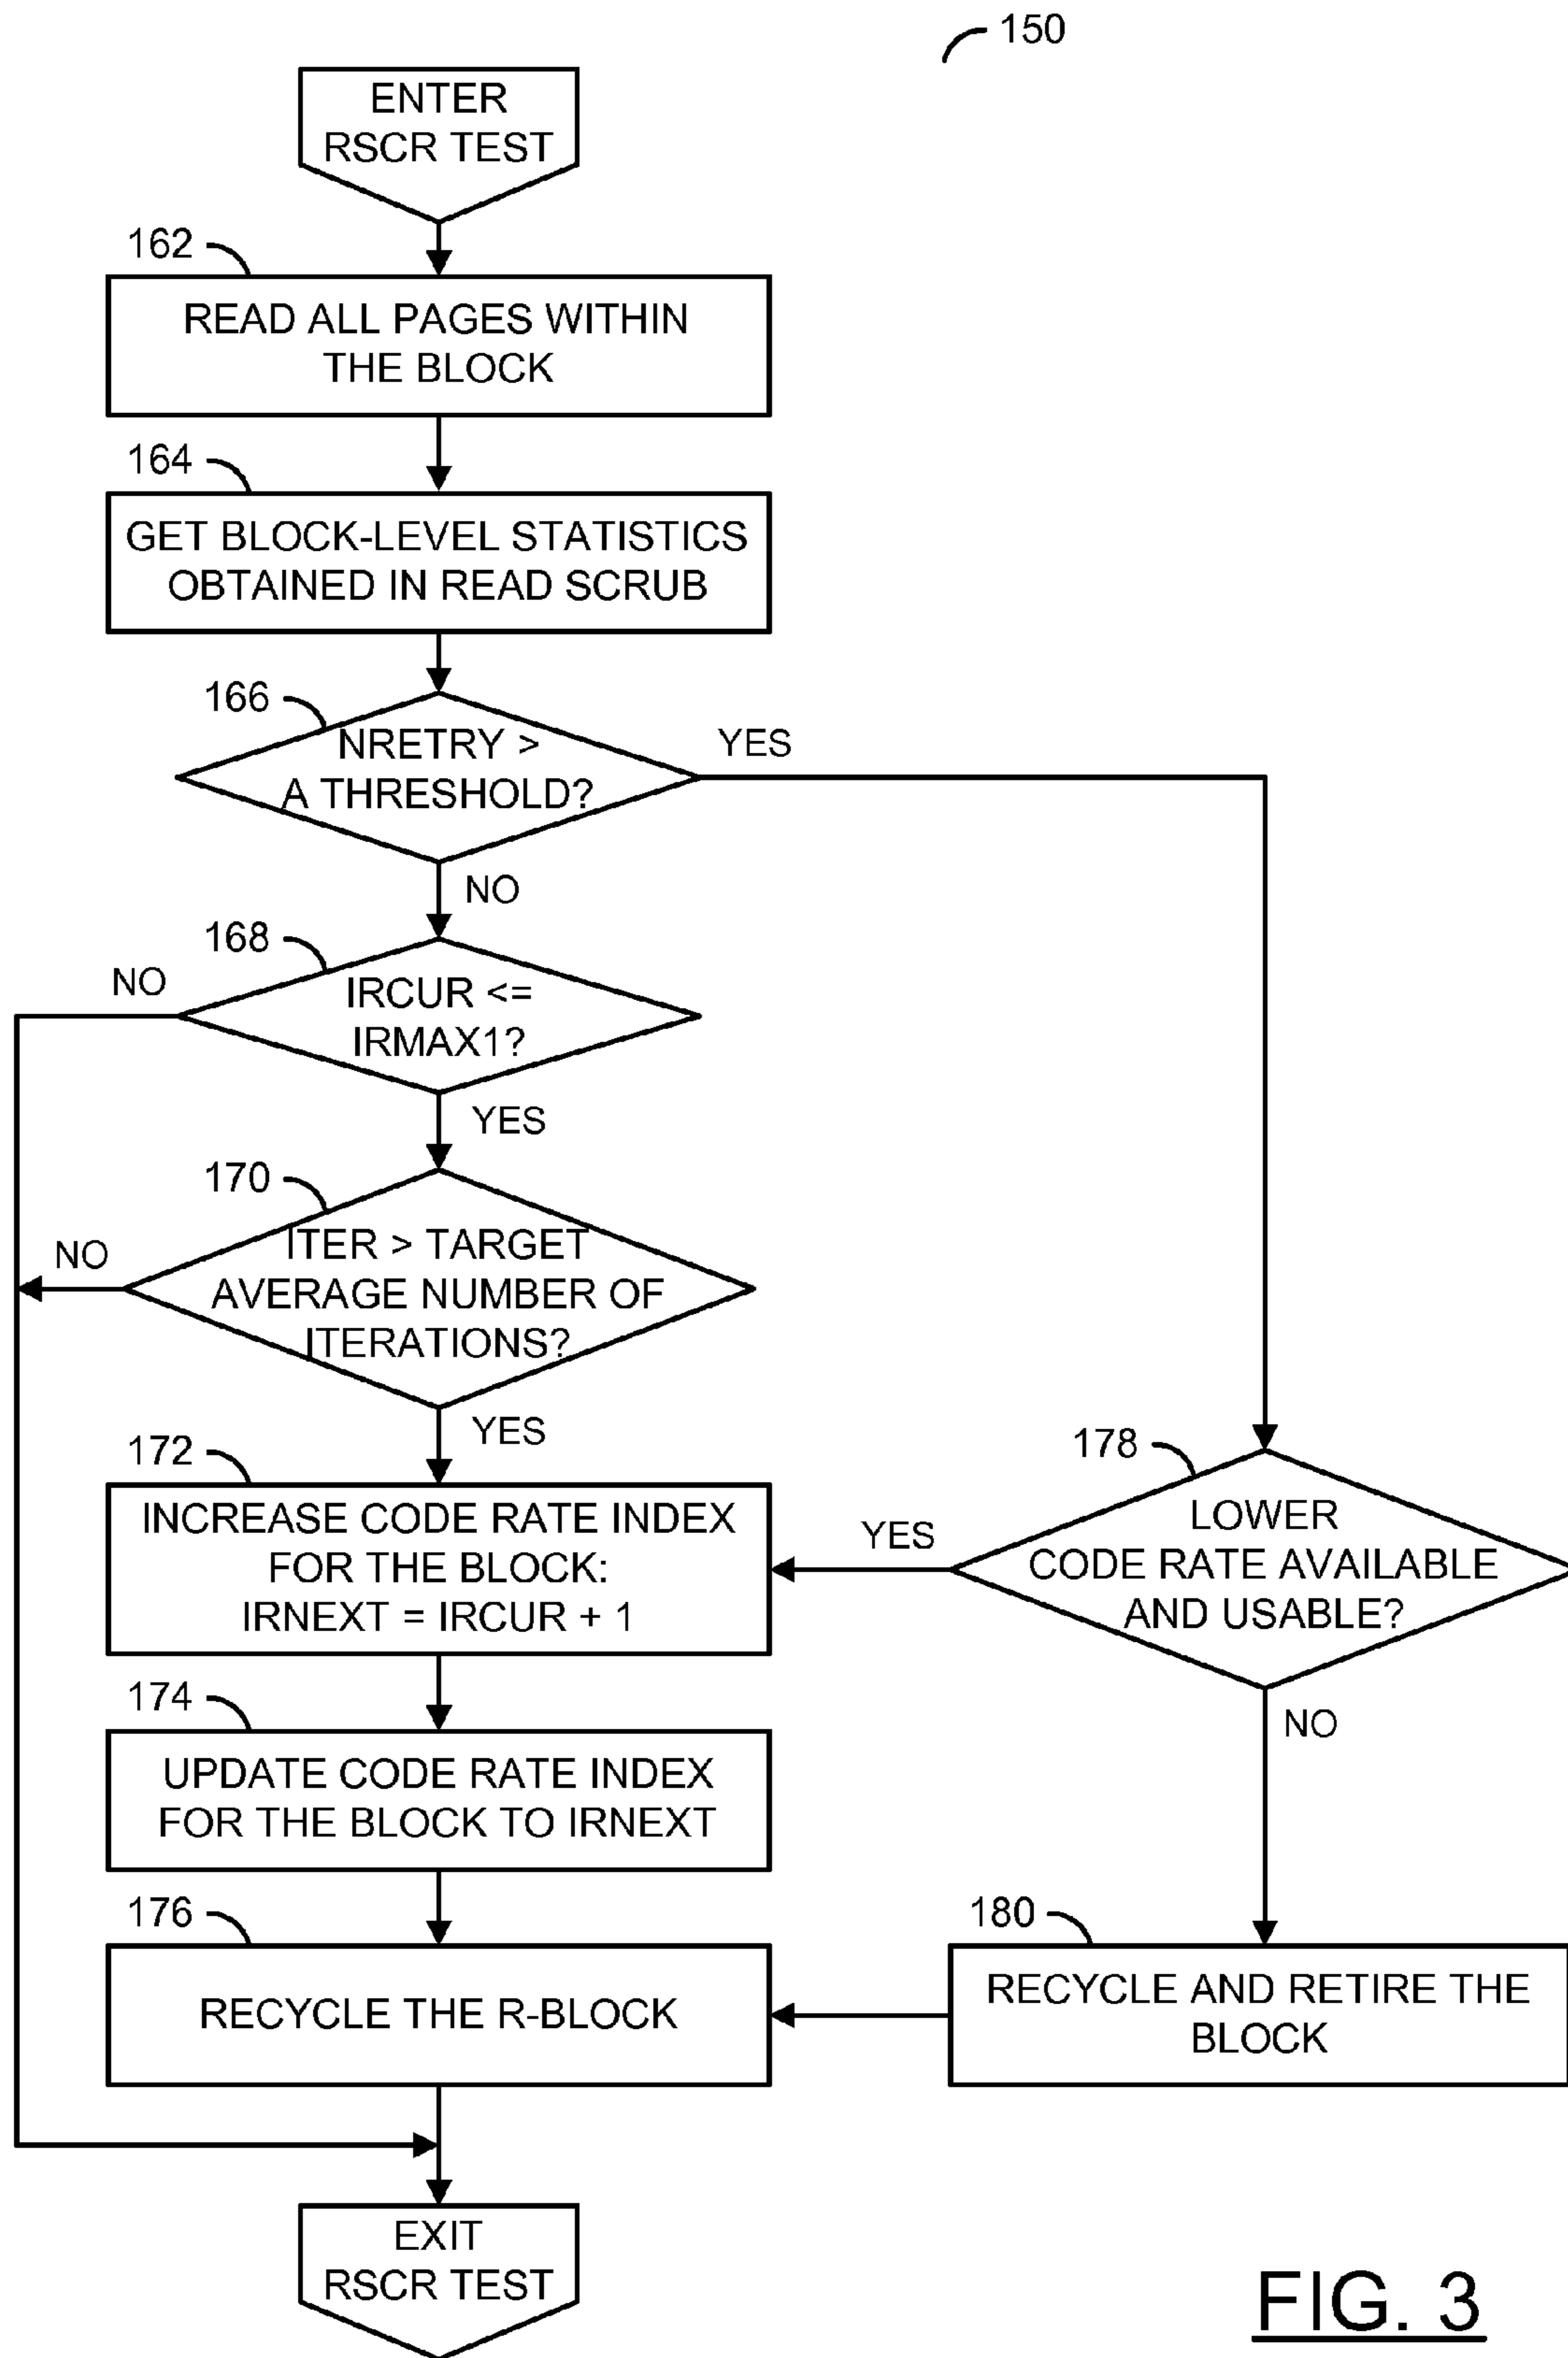 150
ENTER
RSCR TEST
162
READ ALL PAGES WITHIN
THE BLOCK
164
GET BLOCK-LEVEL STATISTICS
OBTAINED IN READ SCRUB
166
NRETRY >
A THRESHOLD?
YES
NO
168
IRCUR <=
IRMAX1?
NO
YES
170
ITER > TARGET
AVERAGE NUMBER OF
ITERATIONS?
NO
YES
172
INCREASE CODE RATE INDEX
FOR THE BLOCK:
IRNEXT = IRCUR + 1
178
LOWER
CODE RATE AVAILABLE
AND USABLE?
YES
NO
174
UPDATE CODE RATE INDEX
FOR THE BLOCK TO IRNEXT
176
RECYCLE THE R-BLOCK
180
RECYCLE AND RETIRE THE
BLOCK
EXIT
RSCR TEST
FIG. 3